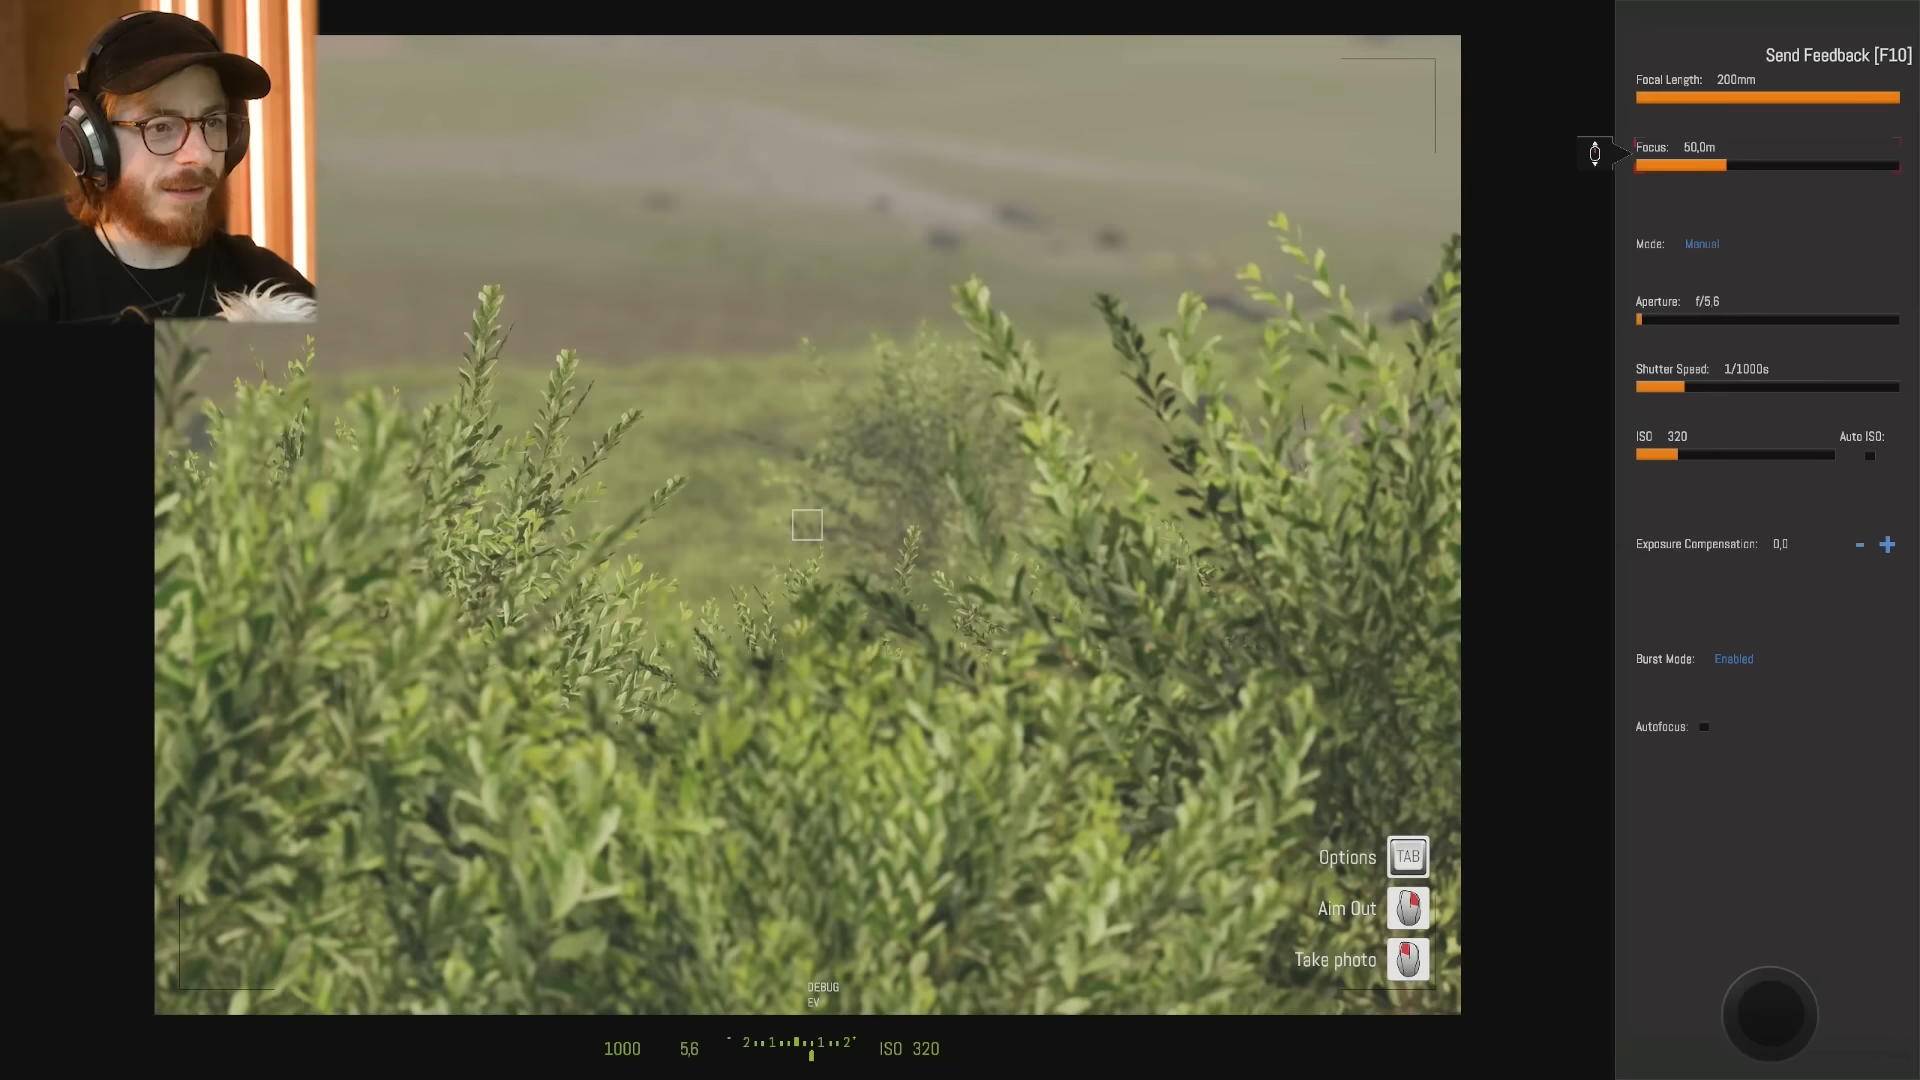 Send Feedback [F10]
Focal Length: 200mm
Focus: 50,0m
Mode: Manual
Aperture: f/5.6
Shutter Speed: 1/1000s
ISO 320 Auto ISO:
Exposure Compensation: 0,0 - +
Burst Mode: Enabled
Autofocus:
Options TAB
Aim Out
Take photo
DEBUG
EV
1000 5,6 - 2 1 1 2+ ISO 320